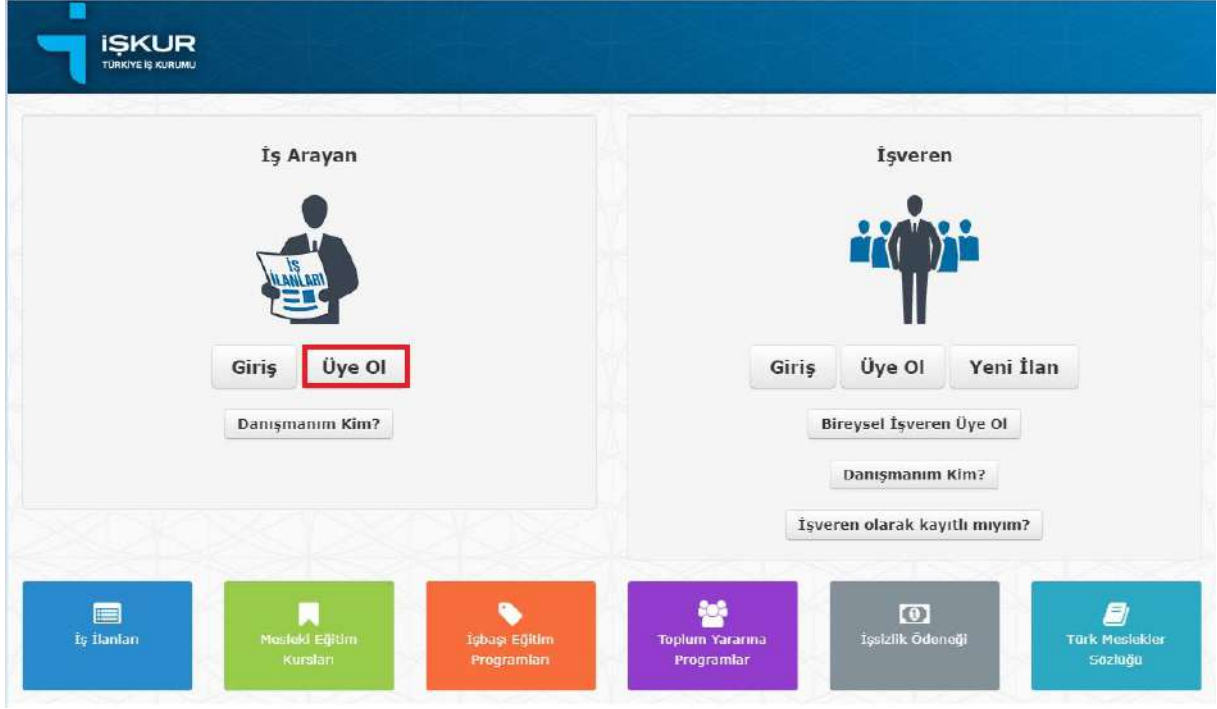 İŞKUR
TÜRKİYE İŞ KURUMU
İş Arayan
İŞ
İLANLARI
Giriş
Üye Ol
Danışmanım Kim?
İşveren
Giriş
Üye Ol
Yeni İlan
Bireysel İşveren Üye Ol
Danışmanım Kim?
İşveren olarak kayıtlı mıyım?
İş İlanları
Mesleki Eğitim
Kursları
İşbaşı Eğitim
Programları
Toplum Yararına
Programlar
İşsizlik Ödeneği
Türk Meslekler
Sözlüğü